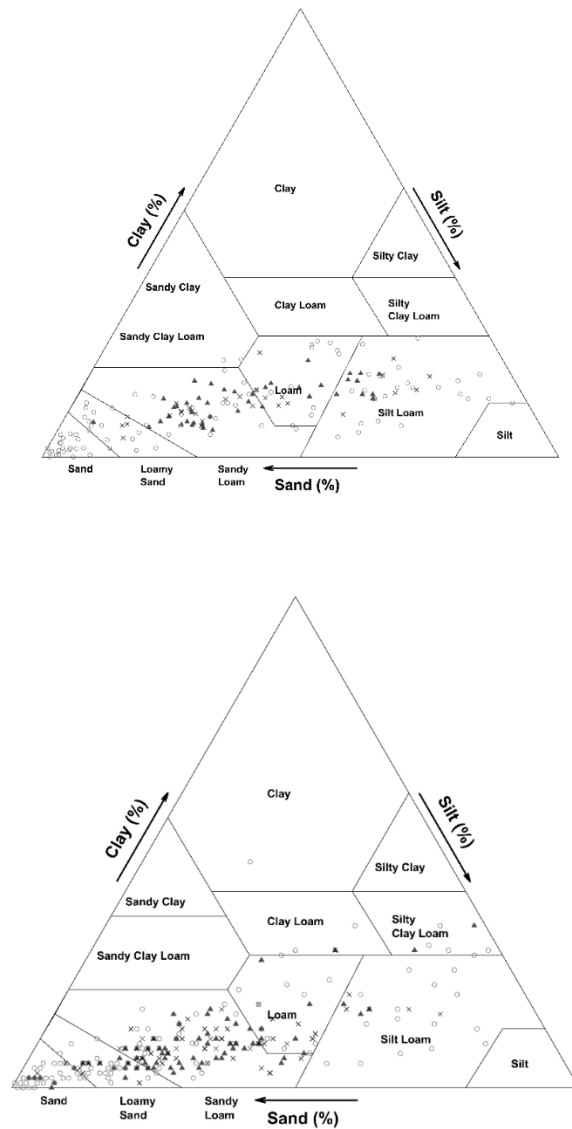 Clay (%)
Silt (%)
Clay
Silty Clay
Sandy Clay
Clay Loam
Silty
Clay Loam
Sandy Clay Loam
Loam
Silt Loam
Silt
Sand
Loamy
Sand
Sandy
Loam
Sand (%)
Clay (%)
Silt (%)
Clay
Silty Clay
Sandy Clay
Clay Loam
Silty
Clay Loam
Sandy Clay Loam
Loam
Silt Loam
Silt
Sand
Loamy
Sand
Sandy
Loam
Sand (%)